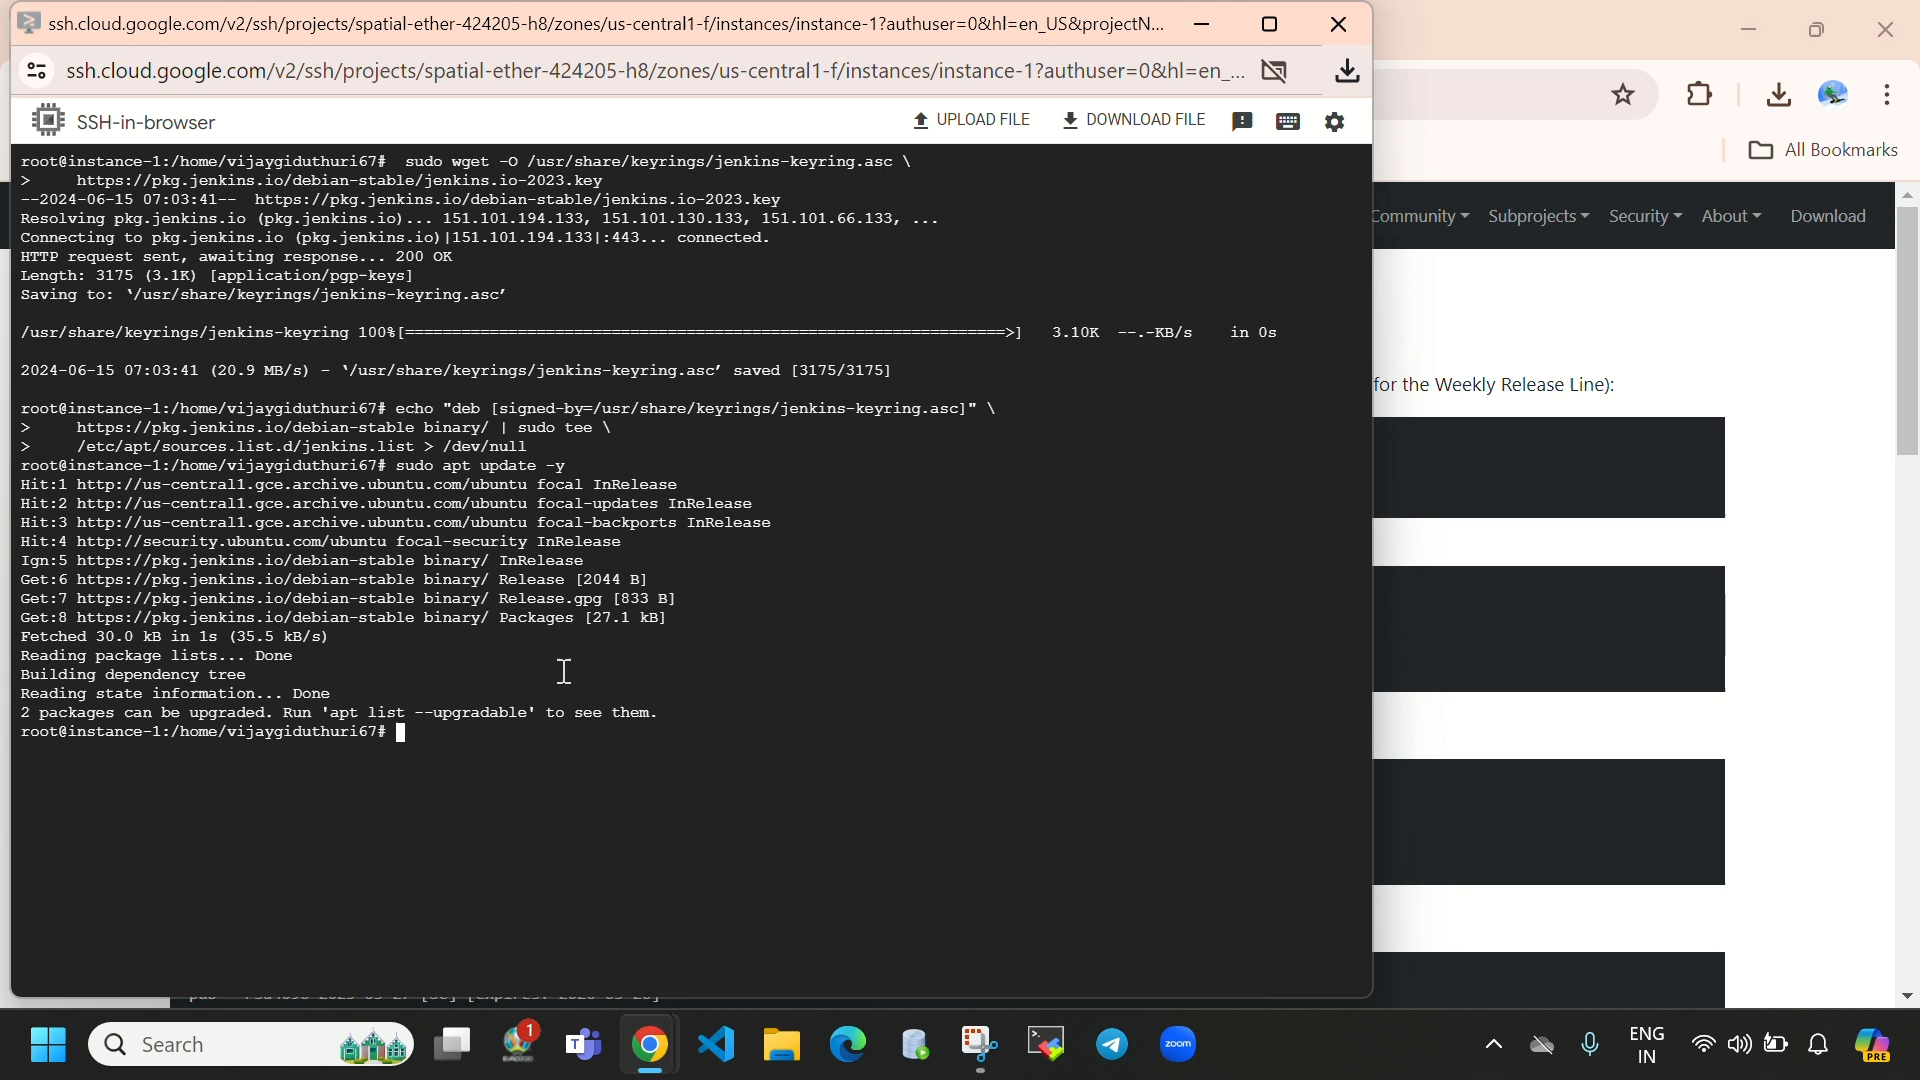 ssh.cloud.google.com/v2/ssh/projects/spatial-ether-424205-h8/zones/us-central1-f/instances/instance-1?authuser=0&hl=en_US&projectN...
ssh.cloud.google.com/v2/ssh/projects/spatial-ether-424205-h8/zones/us-central1-f/instances/instance-1?authuser=0&hl=en_...
SSH-in-browser
UPLOAD FILE
DOWNLOAD FILE
All Bookmarks
Community
Subprojects
Security
About
Download
for the Weekly Release Line):
root@instance-1:/home/vijaygiduthuri67#  sudo wget -O /usr/share/keyrings/jenkins-keyring.asc \
>     https://pkg.jenkins.io/debian-stable/jenkins.io-2023.key
--2024-06-15 07:03:41--  https://pkg.jenkins.io/debian-stable/jenkins.io-2023.key
Resolving pkg.jenkins.io (pkg.jenkins.io)... 151.101.194.133, 151.101.130.133, 151.101.66.133, ...
Connecting to pkg.jenkins.io (pkg.jenkins.io)|151.101.194.133|:443... connected.
HTTP request sent, awaiting response... 200 OK
Length: 3175 (3.1K) [application/pgp-keys]
Saving to: ‘/usr/share/keyrings/jenkins-keyring.asc’
/usr/share/keyrings/jenkins-keyring 100%[================================================================>]   3.10K  --.-KB/s    in 0s
2024-06-15 07:03:41 (20.9 MB/s) - ‘/usr/share/keyrings/jenkins-keyring.asc’ saved [3175/3175]
root@instance-1:/home/vijaygiduthuri67# echo "deb [signed-by=/usr/share/keyrings/jenkins-keyring.asc]" \
>     https://pkg.jenkins.io/debian-stable binary/ | sudo tee \
>     /etc/apt/sources.list.d/jenkins.list > /dev/null
root@instance-1:/home/vijaygiduthuri67# sudo apt update -y
Hit:1 http://us-central1.gce.archive.ubuntu.com/ubuntu focal InRelease
Hit:2 http://us-central1.gce.archive.ubuntu.com/ubuntu focal-updates InRelease
Hit:3 http://us-central1.gce.archive.ubuntu.com/ubuntu focal-backports InRelease
Hit:4 http://security.ubuntu.com/ubuntu focal-security InRelease
Ign:5 https://pkg.jenkins.io/debian-stable binary/ InRelease
Get:6 https://pkg.jenkins.io/debian-stable binary/ Release [2044 B]
Get:7 https://pkg.jenkins.io/debian-stable binary/ Release.gpg [833 B]
Get:8 https://pkg.jenkins.io/debian-stable binary/ Packages [27.1 kB]
Fetched 30.0 kB in 1s (35.5 kB/s)
Reading package lists... Done
Building dependency tree
Reading state information... Done
2 packages can be upgraded. Run 'apt list --upgradable' to see them.
root@instance-1:/home/vijaygiduthuri67#
Search
1
T
zoom
ENG
IN
PRE